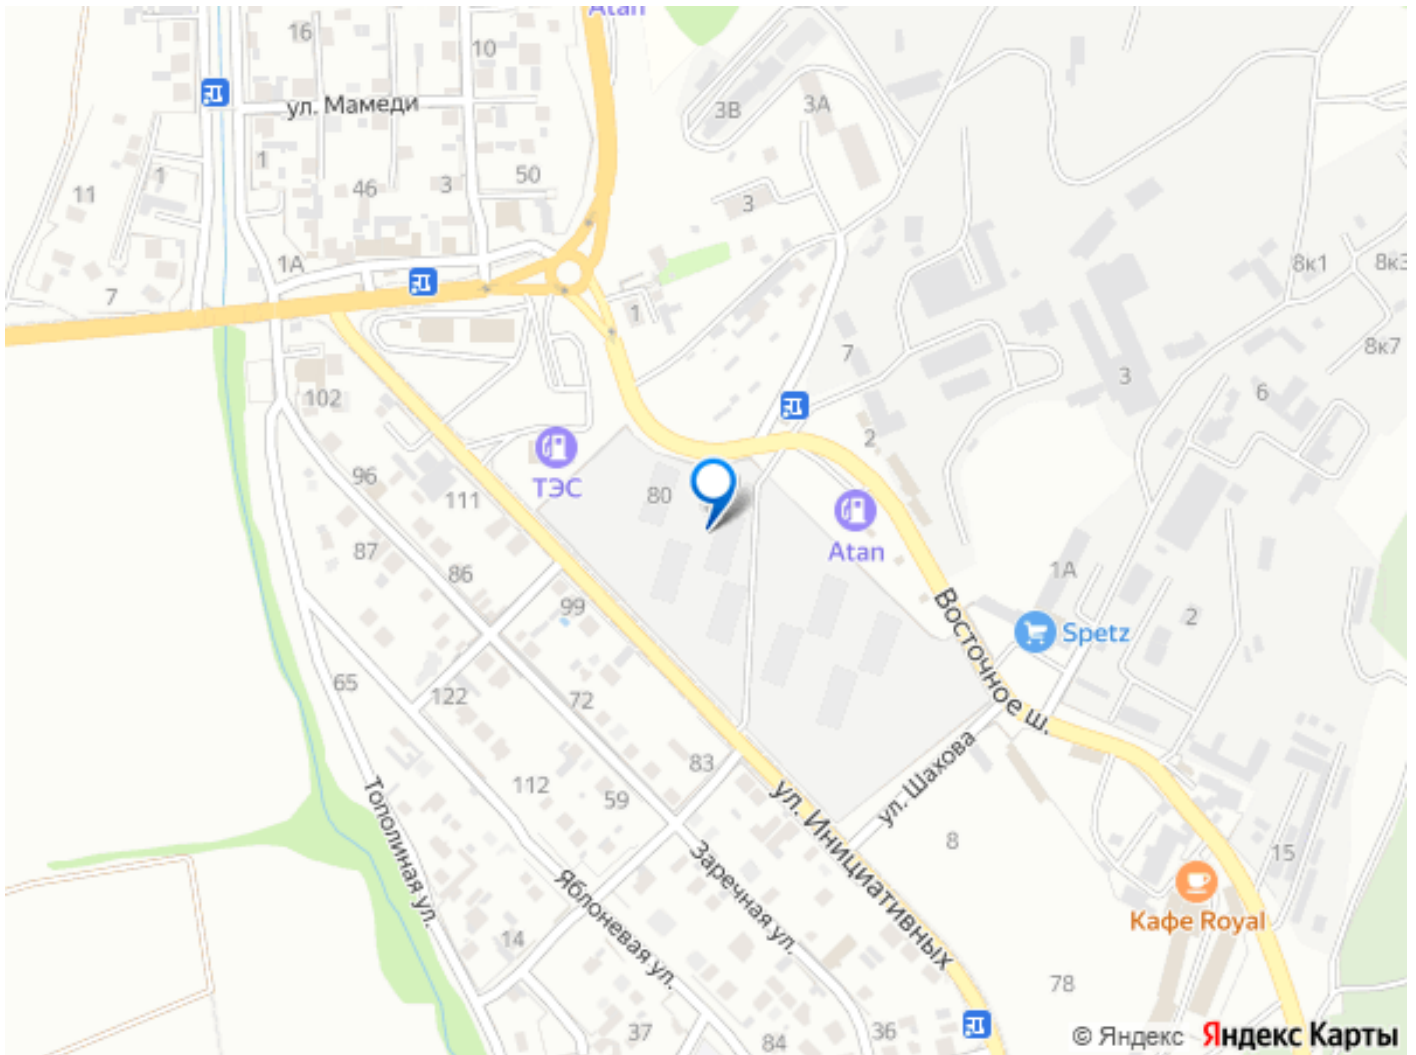 Atan
16
10
ул. Мамеди
3В
3А
1
1
11
46
3
50
3
1А
7
1
8к1
8к3
8к7
7
3
6
102
2
96
111
ТЭС
80
Atan
87
86
99
1А
Spetz
2
65
122
72
Восточное ш.
83
112
59
ул. Шахова
ул. Инициативных
8
15
Тополиная ул.
Заречная ул.
Яблоневая ул.
Кафе Royal
14
78
37
84
36
© Яндекс Яндекс Карты